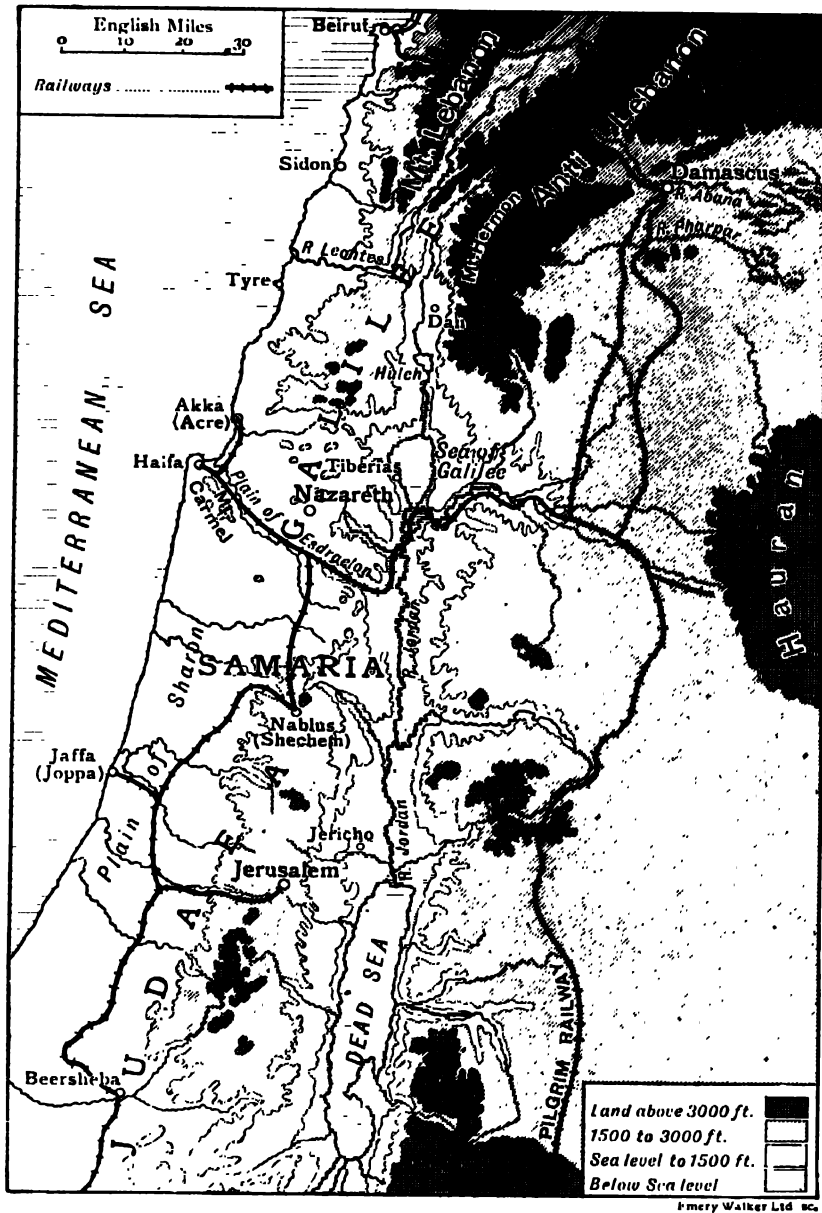 English Miles
0 10 20 30
Railways
Beirut
Mt. Lebanon
Anti Lebanon
Sidon
Damascus
R. Abana
R. Pharpar
Mt. Hermon
R. Leontes
Tyre
Dan
Huleh
MEDITERRANEAN SEA
GALILEE
Akka
(Acre)
Haifa
Mt.
Carmel
Tiberias
Sea of
Galilee
Nazareth
Plain of Esdraelon
Hauran
R. Jordan
SAMARIA
Plain of Sharon
Nablus
(Shechem)
Jaffa
(Joppa)
Jericho
R. Jordan
Jerusalem
JUDAEA
DEAD SEA
Beersheba
PILGRIM RAILWAY
Land above 3000 ft.
1500 to 3000 ft.
Sea level to 1500 ft.
Below Sea level
Emery Walker Ltd. sc.